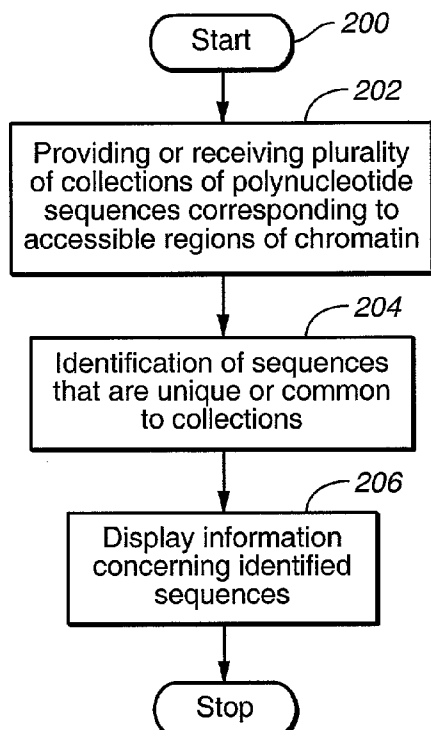 Start
200
202
Providing or receiving plurality
of collections of polynucleotide
sequences corresponding to
accessible regions of chromatin
204
Identification of sequences
that are unique or common
to collections
206
Display information
concerning identified
sequences
Stop